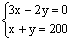 3x – 2y = 0
x + y = 200